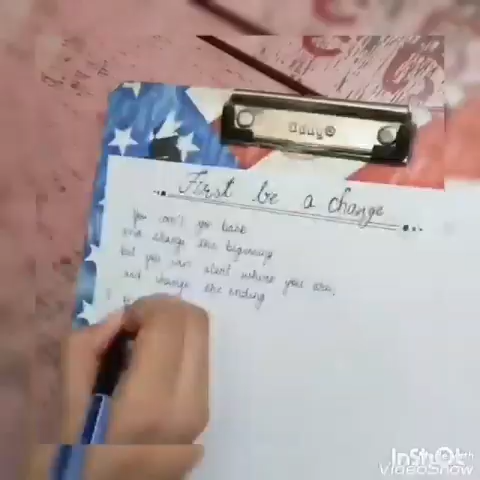 First be a change
You can't go back
and change the beginning
but you can start where you are,
and change the ending
InShOt
VideoShow